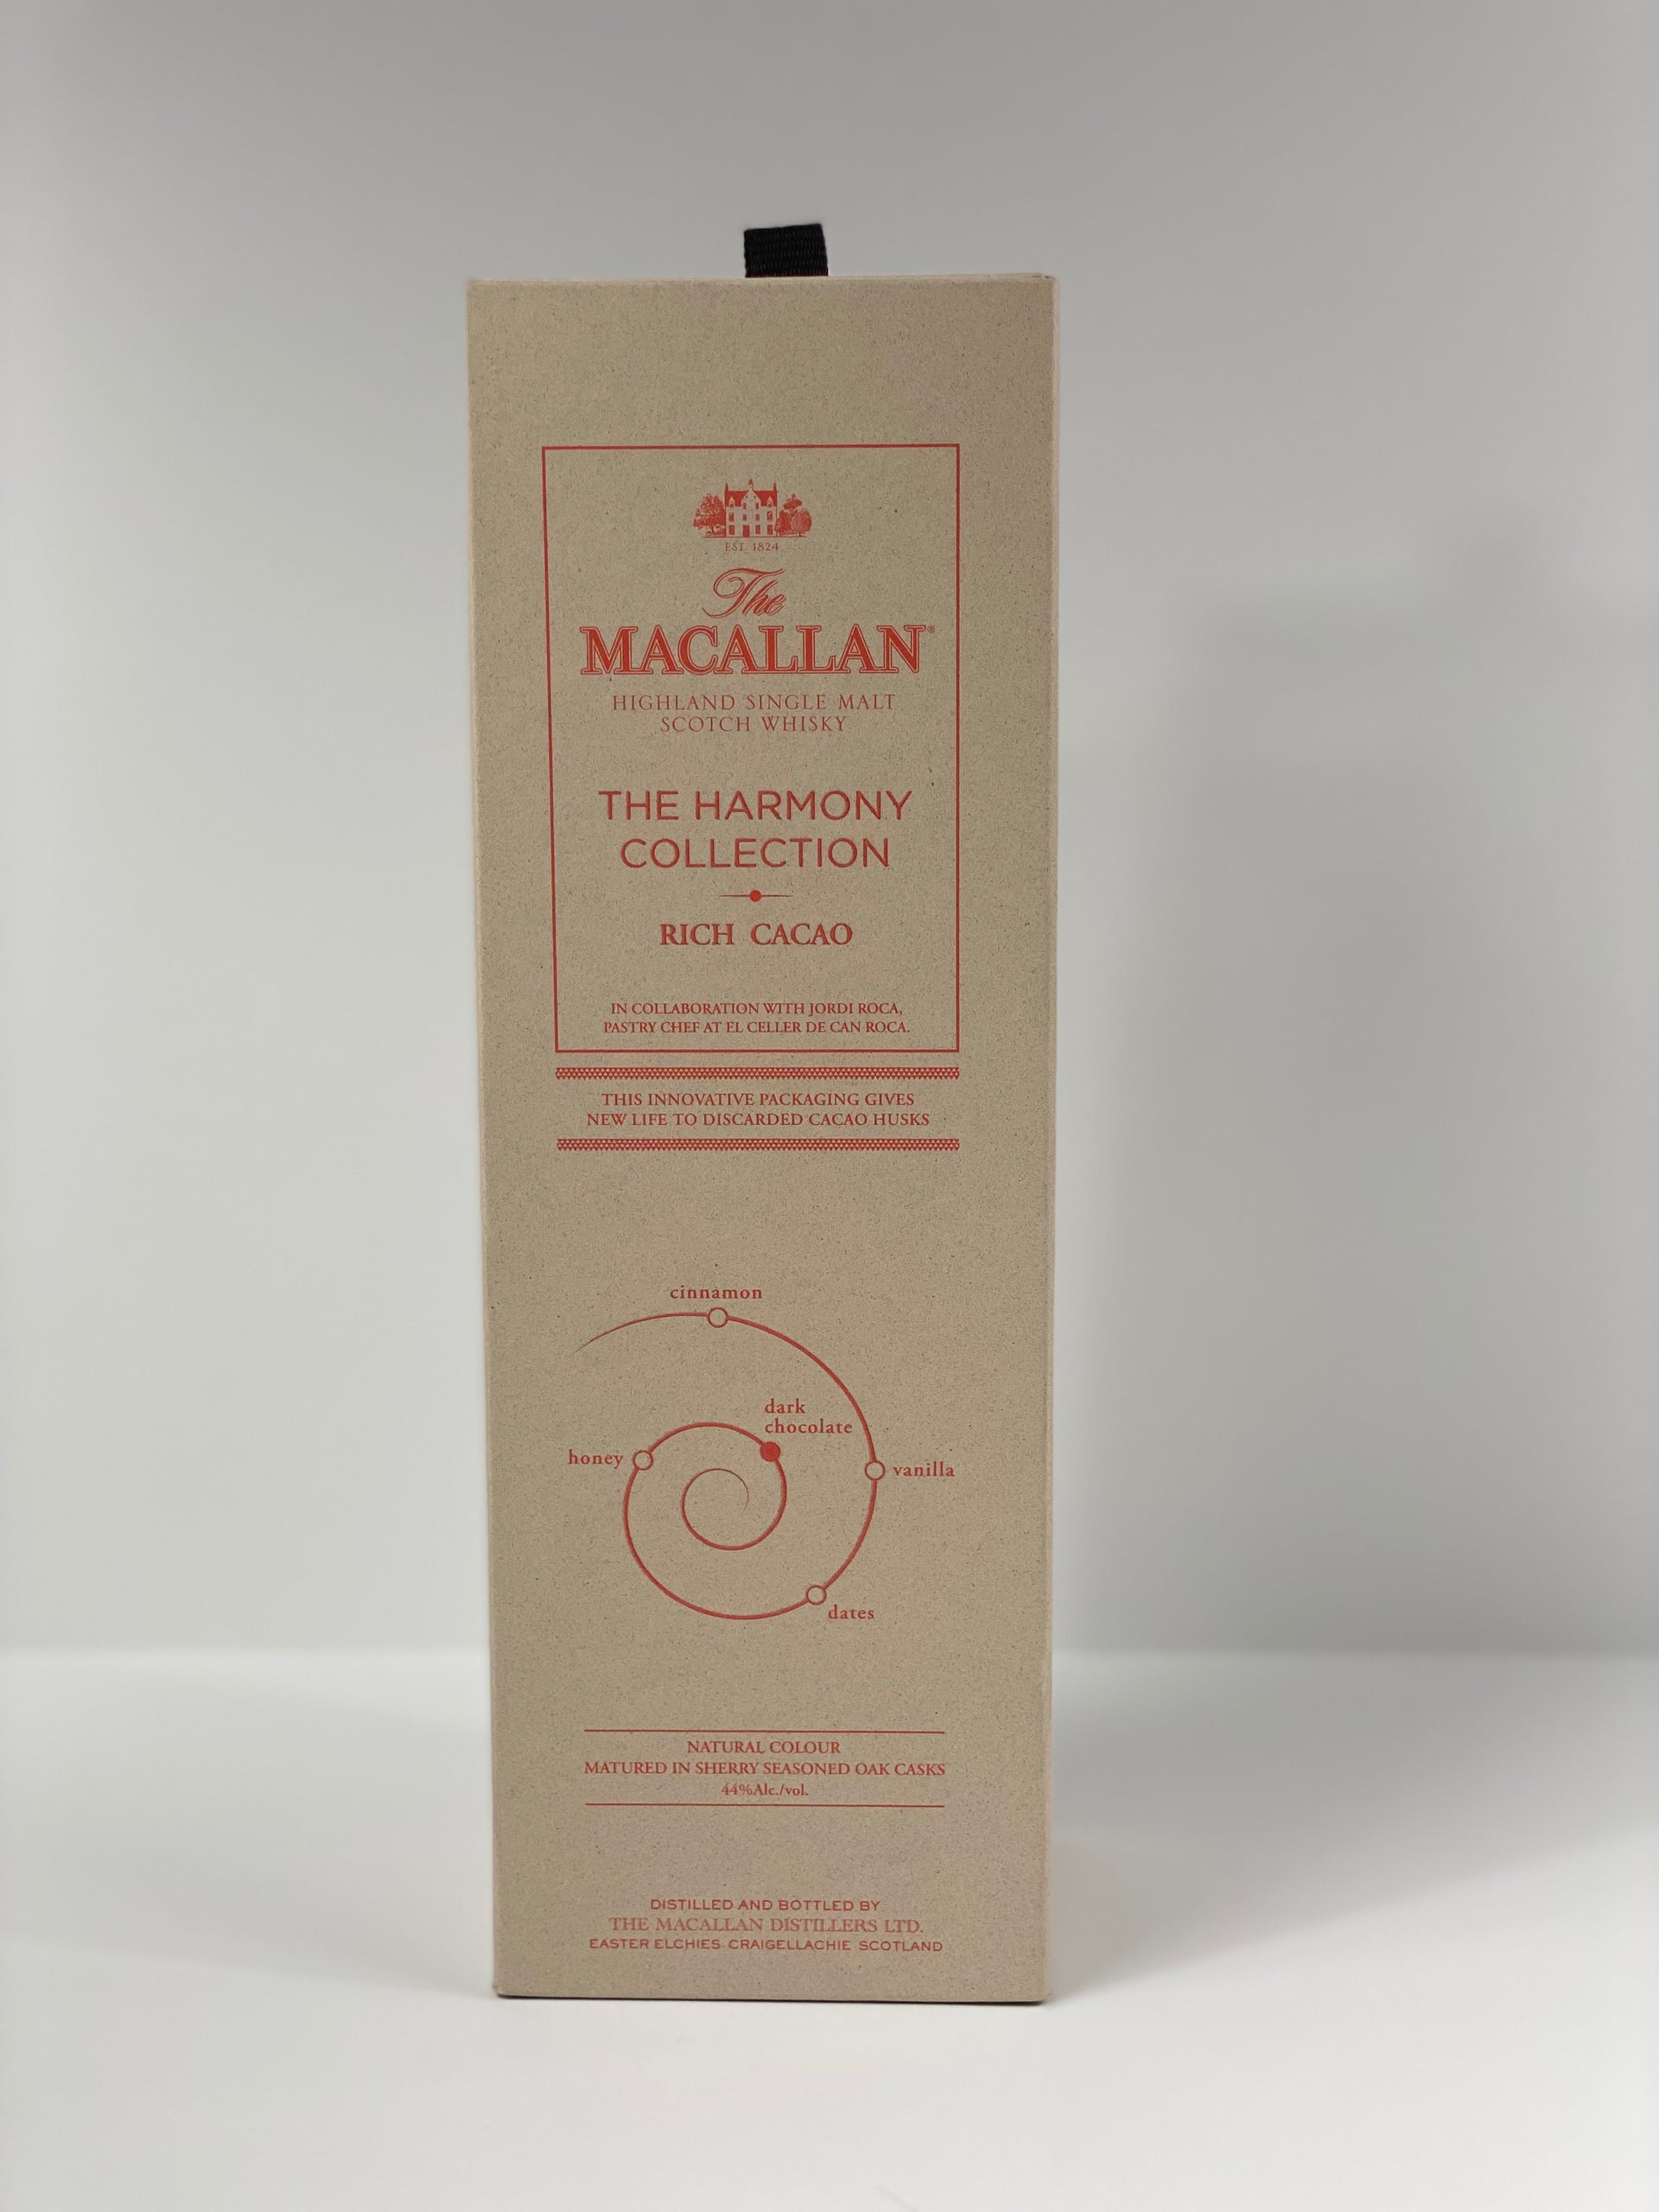 EST. 1824
The
MACALLAN®
HIGHLAND SINGLE MALT
SCOTCH WHISKY
THE HARMONY
COLLECTION
RICH CACAO
IN COLLABORATION WITH JORDI ROCA,
PASTRY CHEF AT EL CELLER DE CAN ROCA.
THIS INNOVATIVE PACKAGING GIVES
NEW LIFE TO DISCARDED CACAO HUSKS
cinnamon
dark
chocolate
honey
vanilla
dates
NATURAL COLOUR
MATURED IN SHERRY SEASONED OAK CASKS
44%Alc./vol.
DISTILLED AND BOTTLED BY
THE MACALLAN DISTILLERS LTD.
EASTER ELCHIES CRAIGELLACHIE SCOTLAND